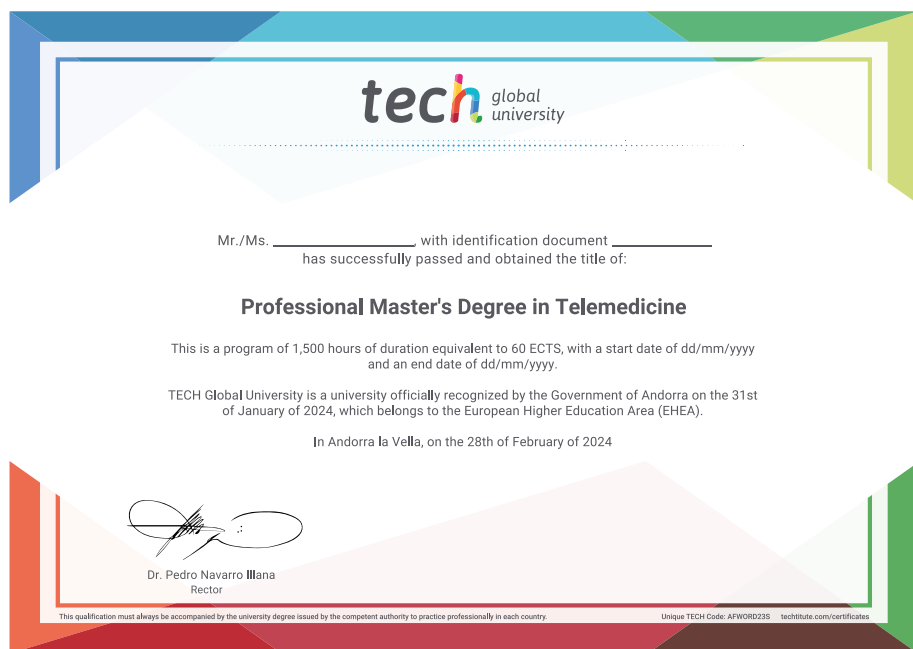 tech global
university
Mr./Ms. ____________________, with identification document ______________
has successfully passed and obtained the title of:
Professional Master's Degree in Telemedicine
This is a program of 1,500 hours of duration equivalent to 60 ECTS, with a start date of dd/mm/yyyy
and an end date of dd/mm/yyyy.
TECH Global University is a university officially recognized by the Government of Andorra on the 31st
of January of 2024, which belongs to the European Higher Education Area (EHEA).
In Andorra la Vella, on the 28th of February of 2024
Dr. Pedro Navarro Illana
Rector
This qualification must always be accompanied by the university degree issued by the competent authority to practice professionally in each country.
Unique TECH Code: AFWORD23S techtitute.com/certificates